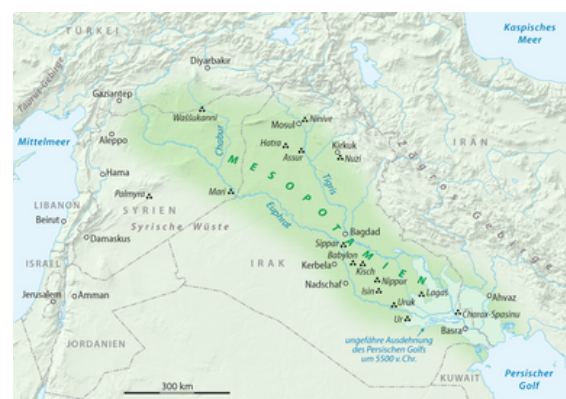 TÜRKEI
Kaspisches
Meer
Diyarbakır
Taurus-Gebirge
Gaziantep
Waššukanni
Mosul
Ninive
Mittelmeer
Aleppo
Chabur
Hatra
Assur
Kirkuk
Nuzi
IRAN
Zagros-Gebirge
Hama
MESOPOTAMIEN
Tigris
Palmyra
Mari
LIBANON
SYRIEN
Euphrat
Beirut
Syrische Wüste
Bagdad
Damaskus
Sippar
Babylon
ISRAEL
IRAK
Kerbela
Kisch
Nadschaf
Nippur
Jerusalem
Amman
Isin
Lagaš
Ahvaz
Uruk
Ur
Charax-Spasinu
Basra
JORDANIEN
ungefähre Ausdehnung
des Persischen Golfs
um 5500 v. Chr.
300 km
KUWAIT
Persischer
Golf